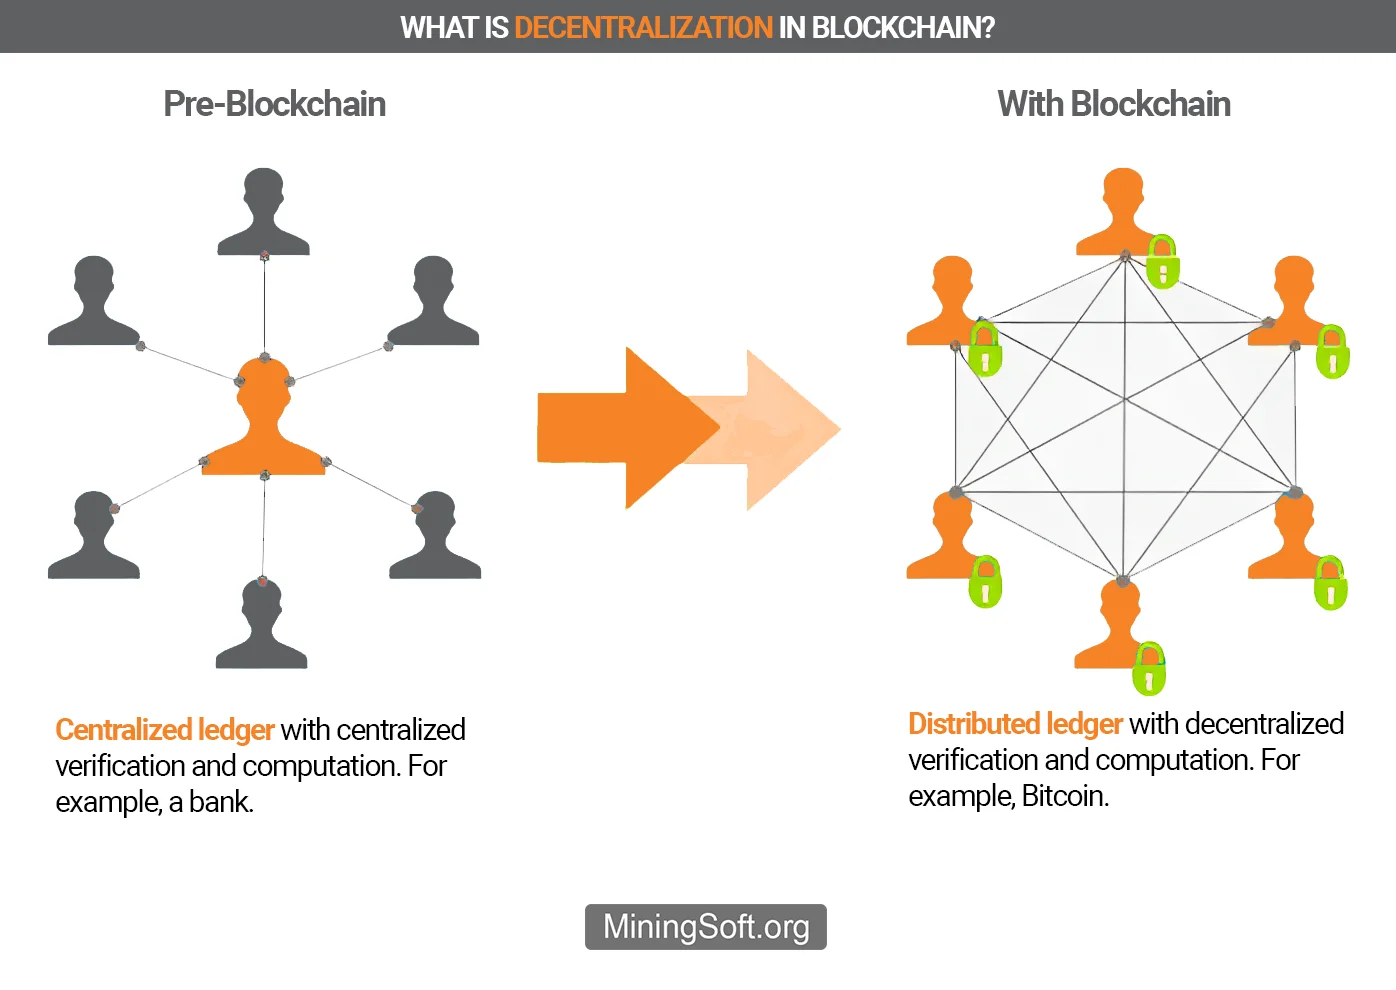 WHAT IS DECENTRALIZATION IN BLOCKCHAIN?
Pre-Blockchain
Centralized ledger with centralized
verification and computation. For
example, a bank.
With Blockchain
Distributed ledger with decentralized
verification and computation. For
example, Bitcoin.
MiningSoft.org